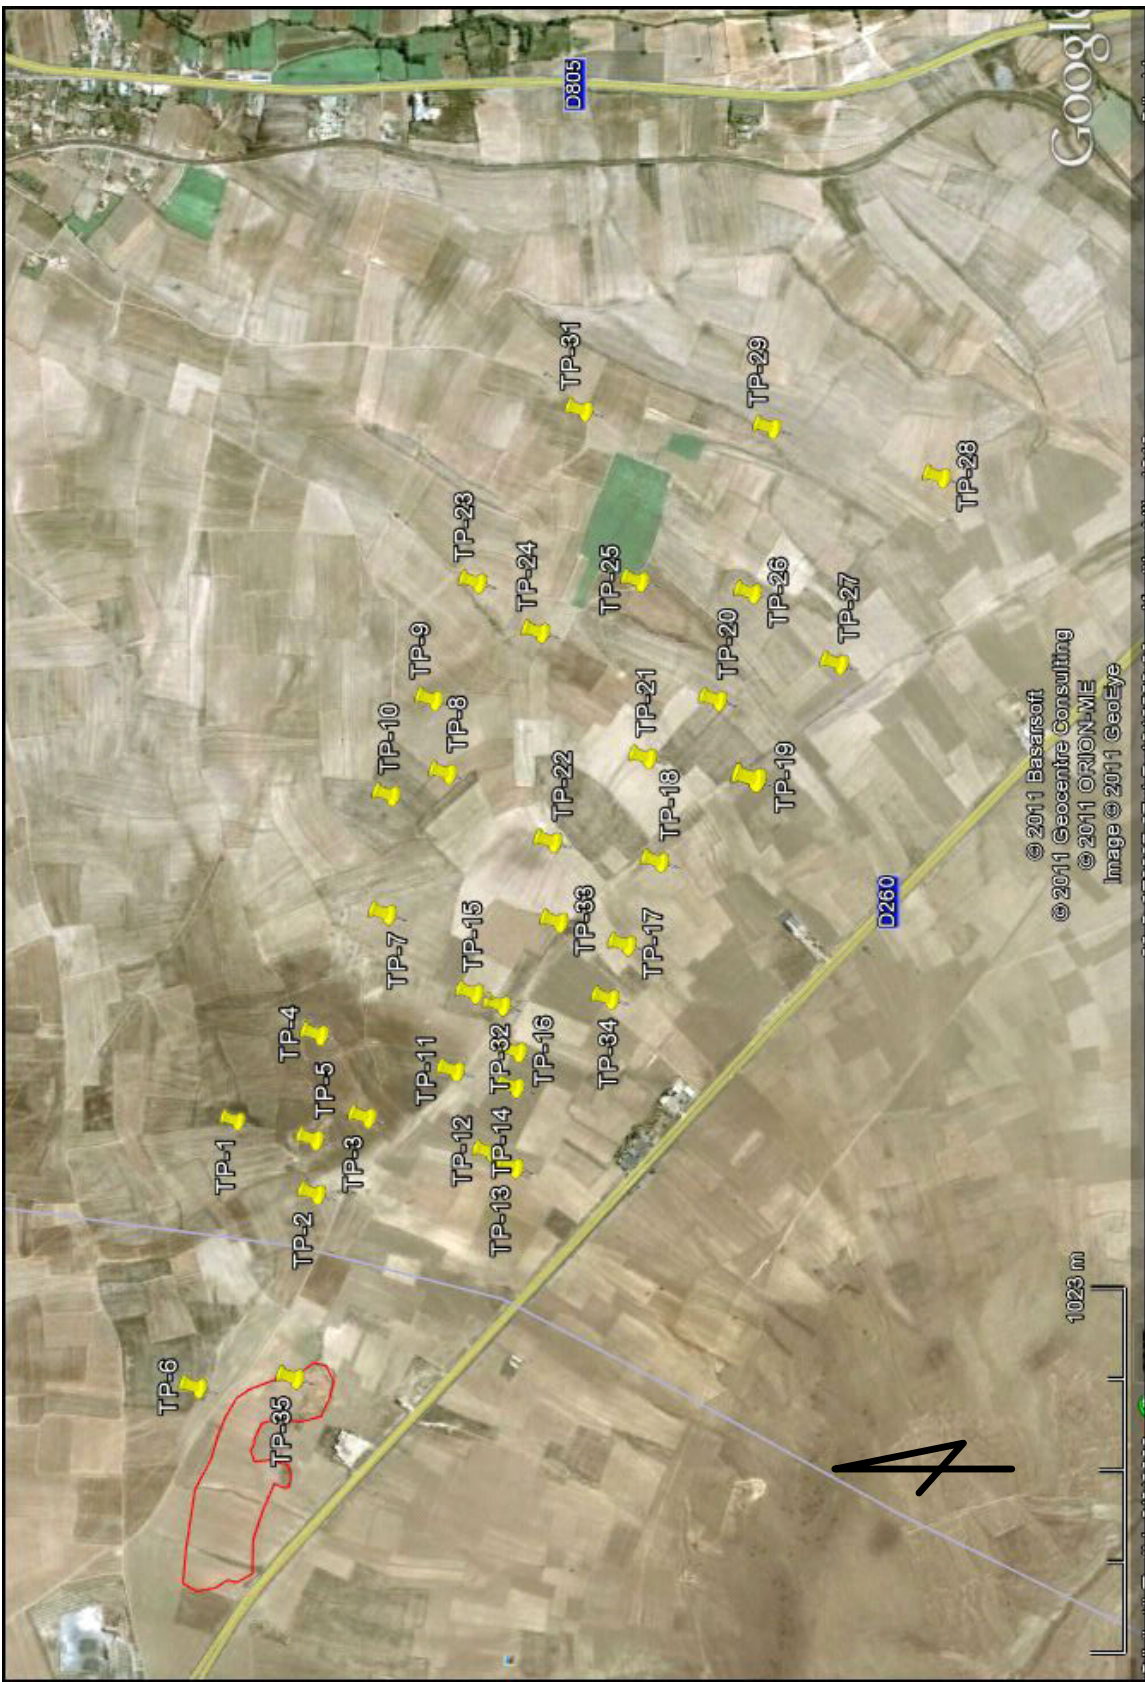 D805
Google
TP-31
TP-29
TP-28
TP-23
TP-24
TP-25
TP-26
TP-27
TP-20
TP-9
TP-8
TP-10
TP-21
TP-19
TP-22
TP-18
TP-33
TP-17
TP-7
TP-15
TP-32
TP-16
TP-34
TP-4
TP-5
TP-11
TP-1
TP-3
TP-12
TP-14
TP-13
TP-2
TP-6
TP-35
D260
© 2011 Basarsoft
© 2011 Geocentre Consulting
© 2011 ORION-ME
Image © 2011 GeoEye
1023 m